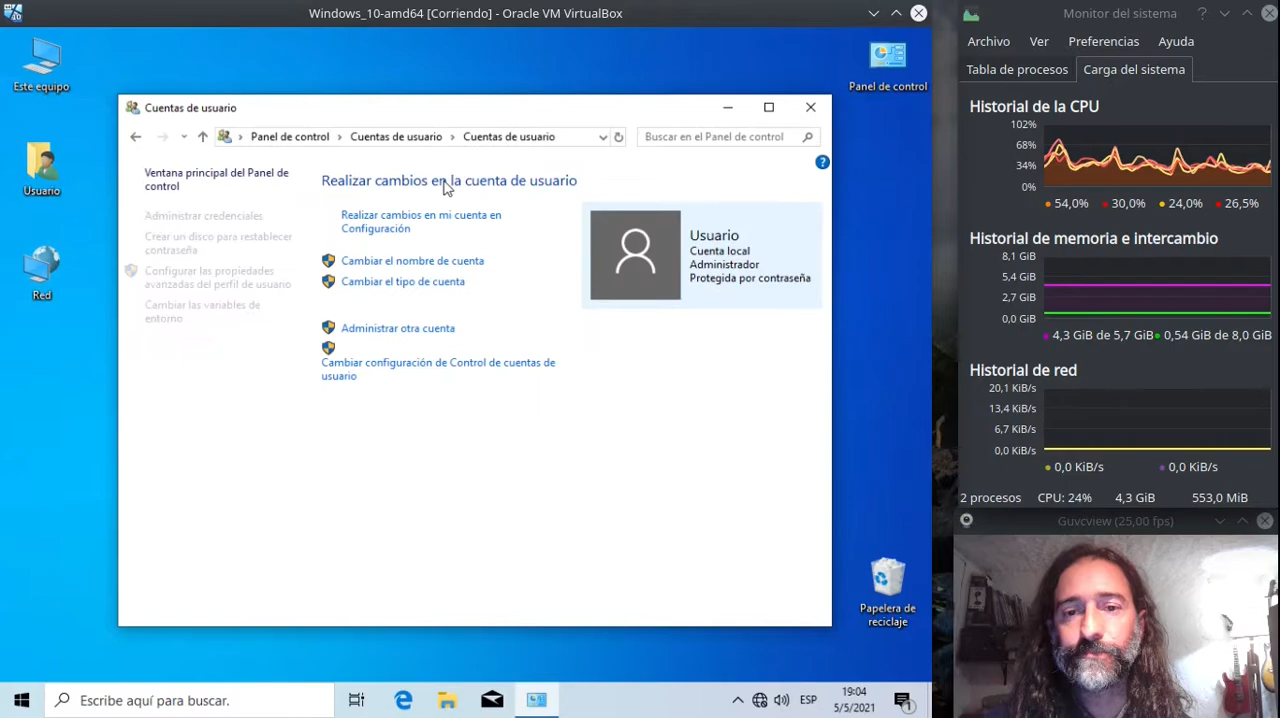 Windows_10-amd64 [Corriendo] - Oracle VM VirtualBox
Este equipo
Usuario
Red
Panel de control
Papelera de
reciclaje
Cuentas de usuario
Panel de control > Cuentas de usuario > Cuentas de usuario
Buscar en el Panel de control
?
Ventana principal del Panel de
control
Administrar credenciales
Crear un disco para restablecer
contraseña
Configurar las propiedades
avanzadas del perfil de usuario
Cambiar las variables de
entorno
Realizar cambios en la cuenta de usuario
Realizar cambios en mi cuenta en
Configuración
Cambiar el nombre de cuenta
Cambiar el tipo de cuenta
Administrar otra cuenta
Cambiar configuración de Control de cuentas de
usuario
Usuario
Cuenta local
Administrador
Protegida por contraseña
Escribe aquí para buscar.
ESP
19:04
5/5/2021
1
Monitor del sistema
?
Archivo Ver Preferencias Ayuda
Tabla de procesos Carga del sistema
Historial de la CPU
102%
68%
34%
0%
54,0% 30,0% 24,0% 26,5%
Historial de memoria e intercambio
8,1 GiB
5,4 GiB
2,7 GiB
0,0 GiB
4,3 GiB de 5,7 GiB 0,54 GiB de 8,0 GiB
Historial de red
20,1 KiB/s
13,4 KiB/s
6,7 KiB/s
0,0 KiB/s
0,0 KiB/s 0,0 KiB/s
2 procesos CPU: 24% 4,3 GiB 553,0 MiB
Guvcview (25,00 fps)